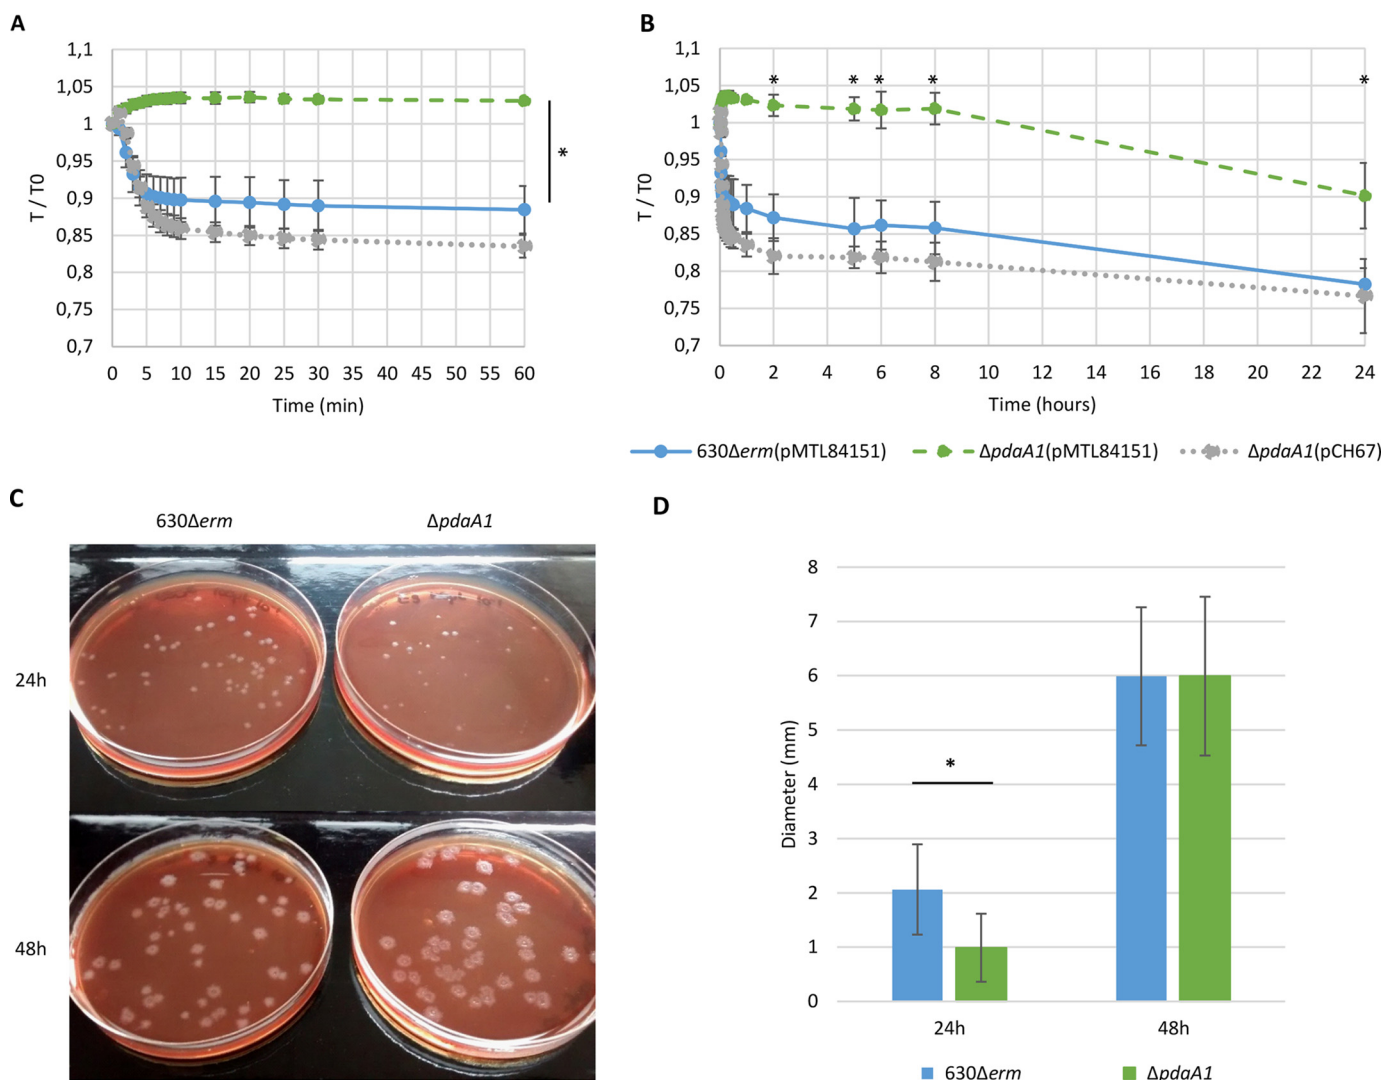 A
1,1
1,05
1
0,95
0,9
0,85
0,8
0,75
0,7
T / T0
*
0 5 10 15 20 25 30 35 40 45 50 55 60
Time (min)
B
1,1
1,05
1
0,95
0,9
0,85
0,8
0,75
0,7
T / T0
* * * * *
0 2 4 6 8 10 12 14 16 18 20 22 24
Time (hours)
630Δerm(pMTL84151) ΔpdaA1(pMTL84151) ΔpdaA1(pCH67)
C
630Δerm ΔpdaA1
24h
48h
D
8
7
6
5
4
3
2
1
0
Diameter (mm)
*
24h 48h
630Δerm ΔpdaA1